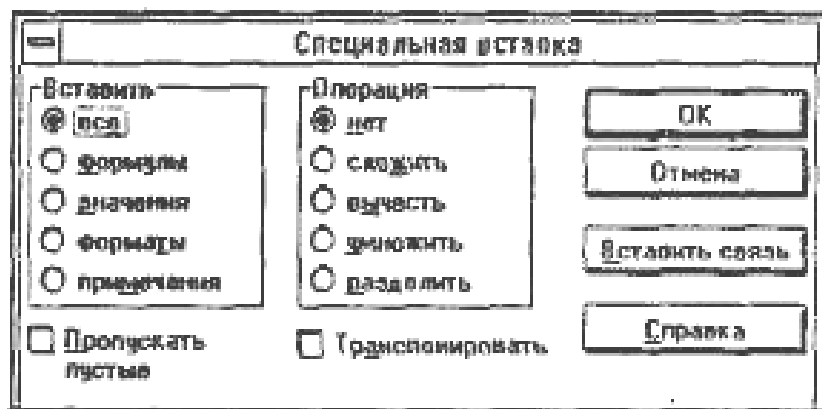 Специальная вставка
Вставить
все
формулы
значения
форматы
примечания
Операция
нет
сложить
вычесть
умножить
разделить
OK
Отмена
Вставить связь
Справка
Пропускать
пустые
Транспонировать